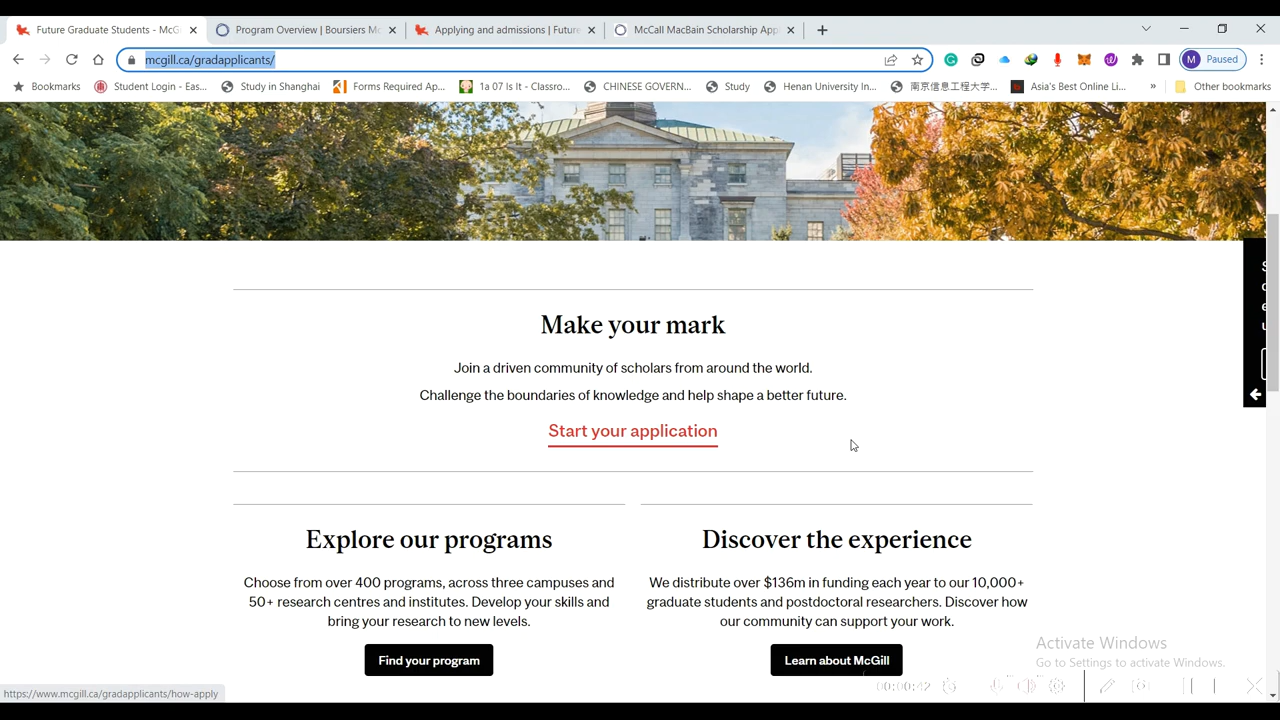 Future Graduate Students - McG
Program Overview | Boursiers Mc
Applying and admissions | Future
McCall MacBain Scholarship Appl
mcgill.ca/gradapplicants/
M Paused
Bookmarks
Student Login - Eas...
Study in Shanghai
Forms Required Ap...
1a 07 Is It - Classro...
CHINESE GOVERN...
Study
Henan University In...
南京信息工程大学...
Asia's Best Online Li...
»
Other bookmarks
Make your mark
Join a driven community of scholars from around the world.
Challenge the boundaries of knowledge and help shape a better future.
Start your application
Explore our programs
Choose from over 400 programs, across three campuses and
50+ research centres and institutes. Develop your skills and
bring your research to new levels.
Find your program
Discover the experience
We distribute over $136m in funding each year to our 10,000+
graduate students and postdoctoral researchers. Discover how
our community can support your work.
Learn about McGill
Activate Windows
Go to Settings to activate Windows.
00:00:42
https://www.mcgill.ca/gradapplicants/how-apply